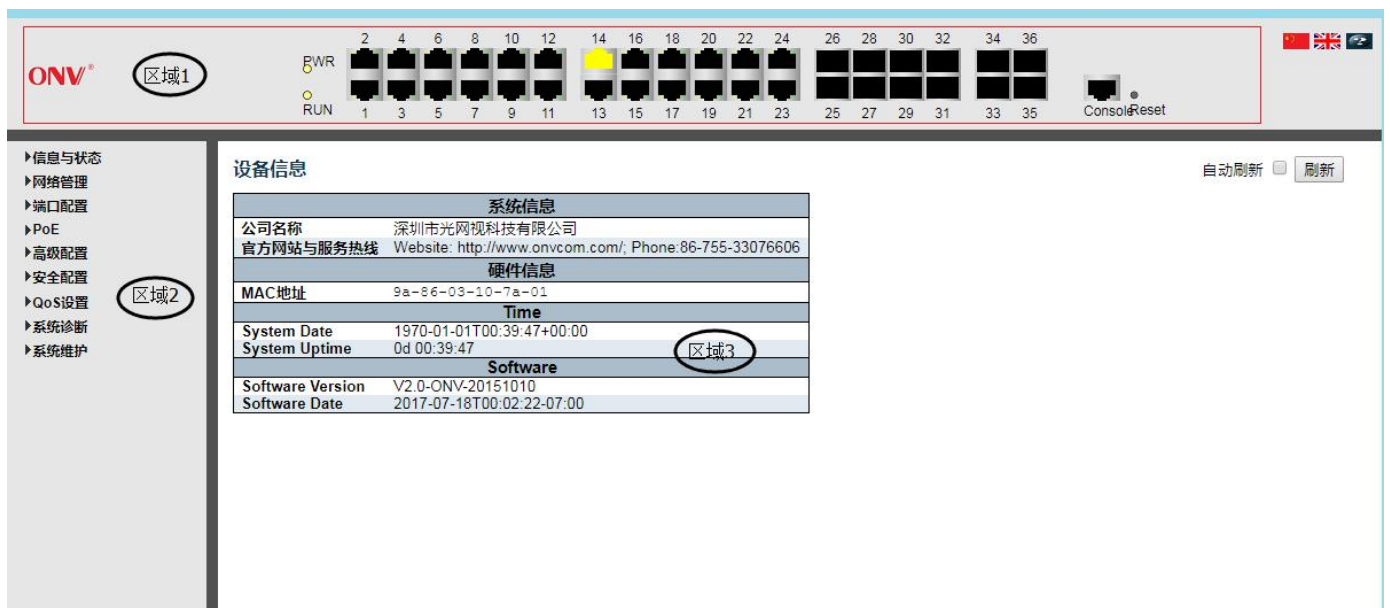 2 4 6 8 10 12 14 16 18 20 22 24 26 28 30 32 34 36
ONV®
区域1
PWR
RUN
1 3 5 7 9 11 13 15 17 19 21 23 25 27 29 31 33 35
Console
Reset
▶信息与状态
▶网络管理
▶端口配置
▶PoE
▶高级配置
▶安全配置
▶QoS设置
▶系统诊断
▶系统维护
区域2
设备信息
自动刷新 刷新
系统信息
公司名称 深圳市光网视科技有限公司
官方网站与服务热线 Website: http://www.onvcom.com/; Phone:86-755-33076606
硬件信息
MAC地址 9a-86-03-10-7a-01
Time
System Date 1970-01-01T00:39:47+00:00
System Uptime 0d 00:39:47
区域3
Software
Software Version V2.0-ONV-20151010
Software Date 2017-07-18T00:02:22-07:00